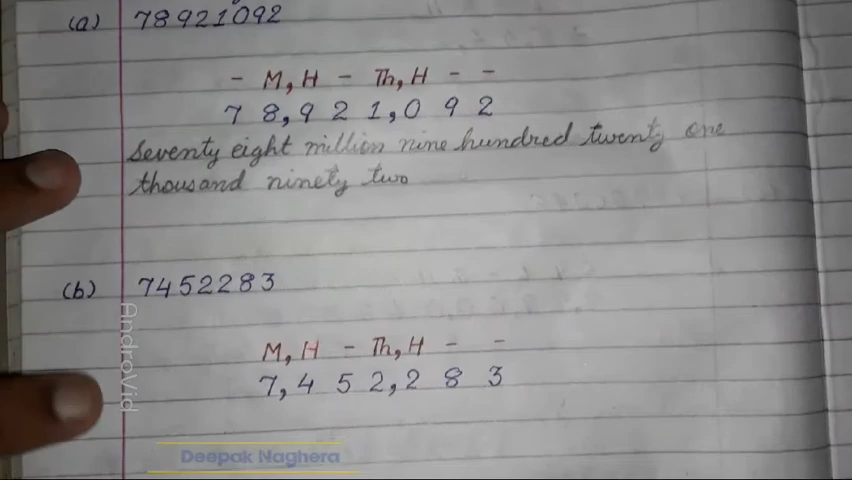 (a) 78921092
- M, H - Th, H - -
7 8, 9 2 1, 0 9 2
Seventy eight million nine hundred twenty one
thousand ninety two
(b) 7452283
M, H - Th, H - -
7, 4 5 2, 2 8 3
AndroVid
Deepak Naghera